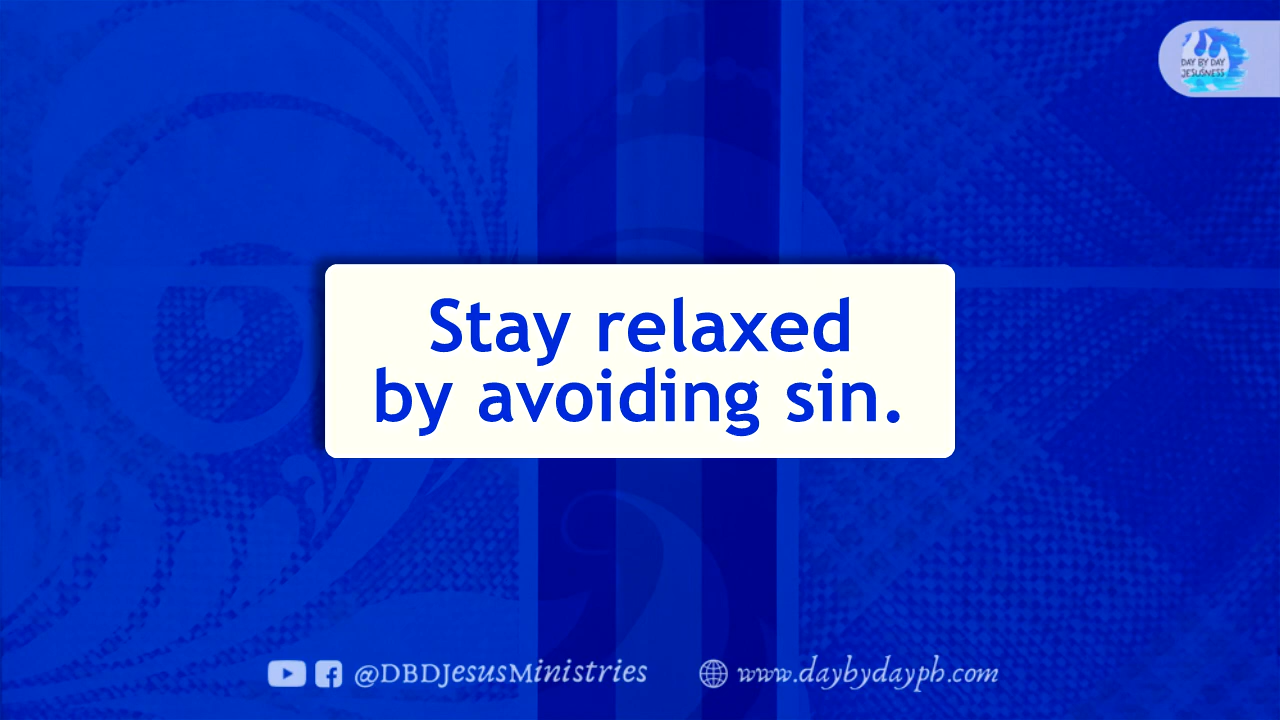 DAY BY DAY
JESUSNESS
Stay relaxed
by avoiding sin.
@DBDJesusMinistries
www.daybydayph.com